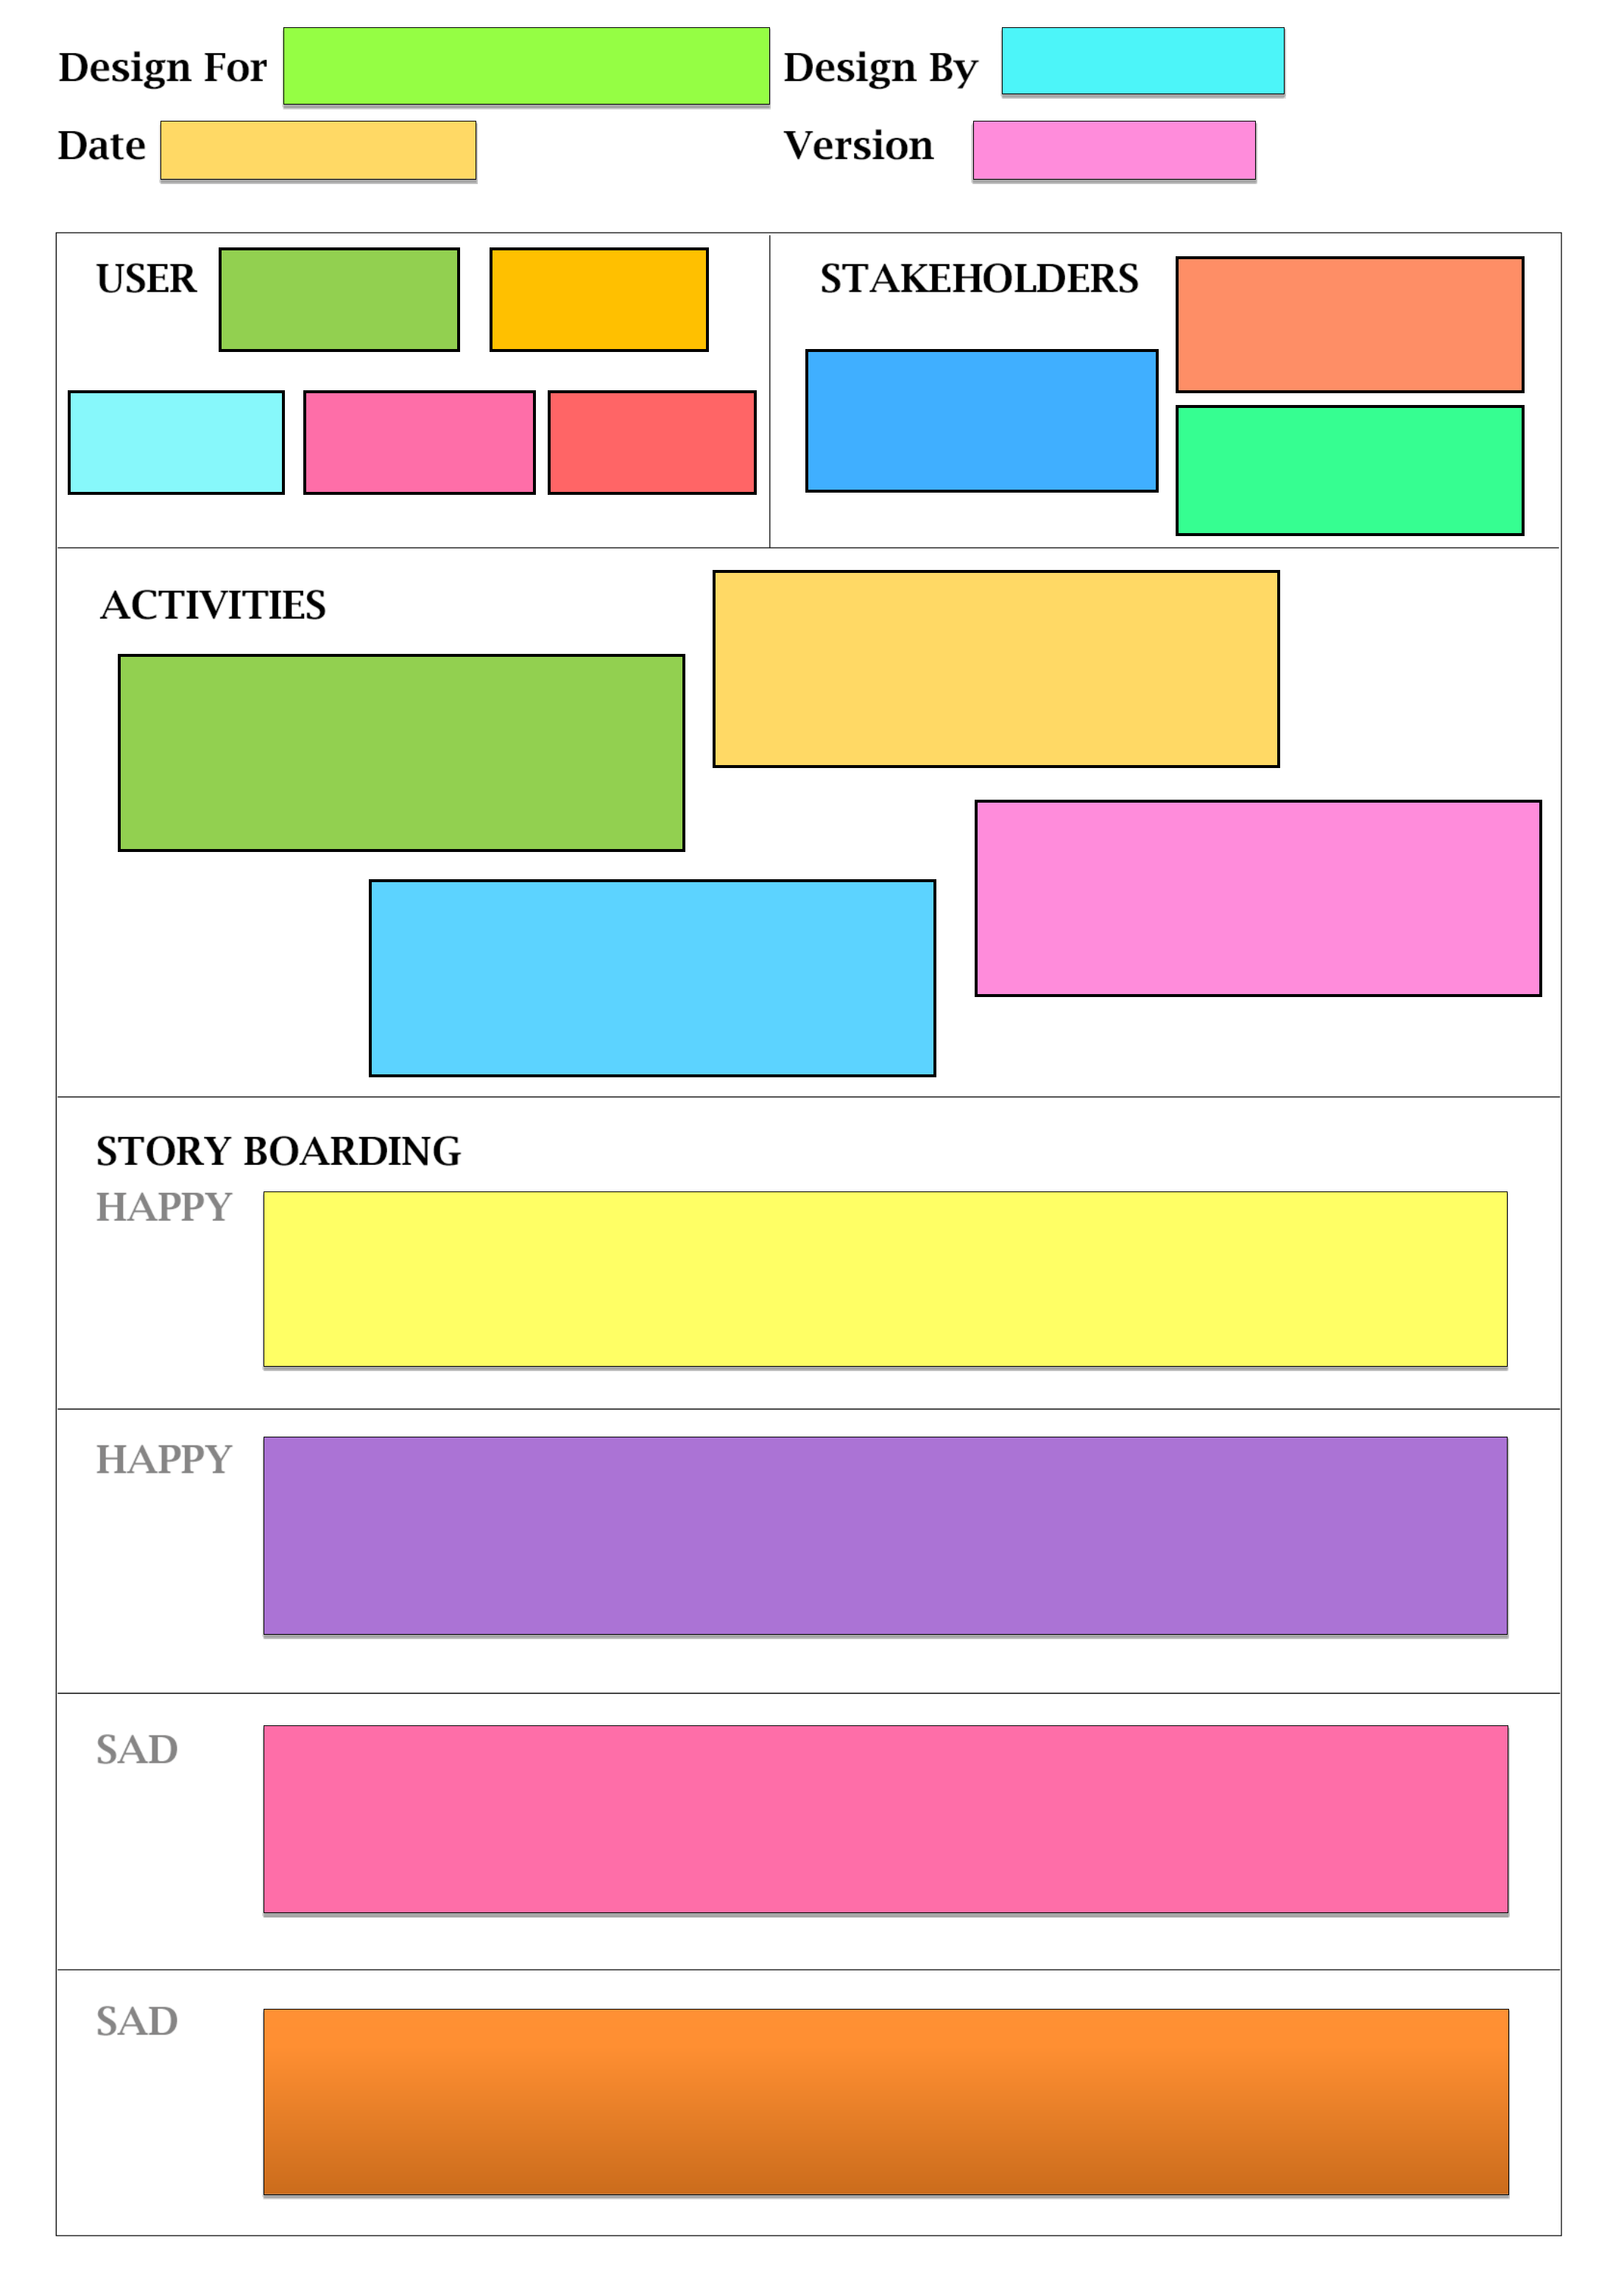 Design For Design By
Date Version
USER STAKEHOLDERS
ACTIVITIES
STORY BOARDING
HAPPY
HAPPY
SAD
SAD